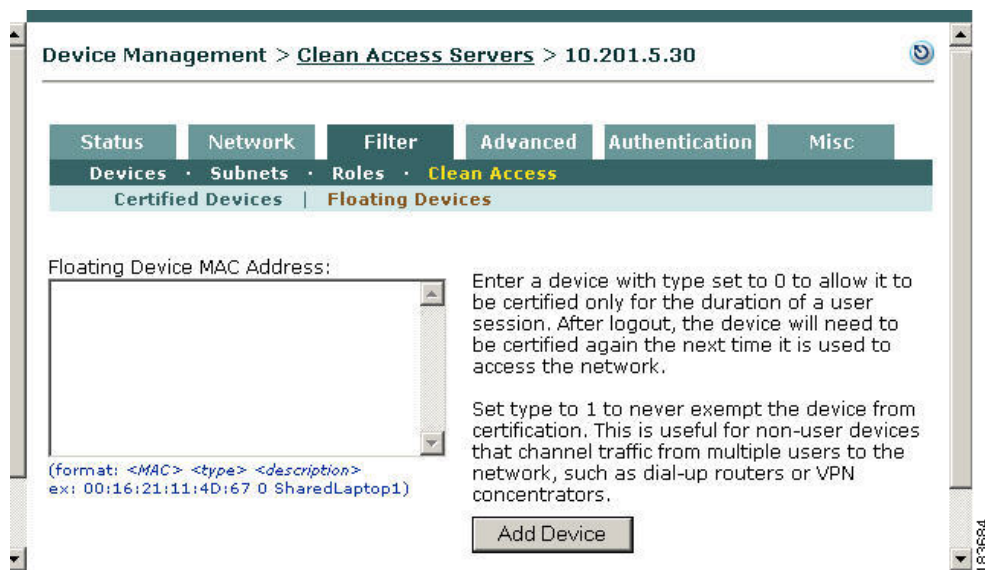 Device Management > Clean Access Servers > 10.201.5.30
Status Network Filter Advanced Authentication Misc
Devices · Subnets · Roles · Clean Access
Certified Devices | Floating Devices
Floating Device MAC Address:
(format: <MAC> <type> <description>
ex: 00:16:21:11:4D:67 0 SharedLaptop1)
Enter a device with type set to 0 to allow it to
be certified only for the duration of a user
session. After logout, the device will need to
be certified again the next time it is used to
access the network.
Set type to 1 to never exempt the device from
certification. This is useful for non-user devices
that channel traffic from multiple users to the
network, such as dial-up routers or VPN
concentrators.
Add Device
183684